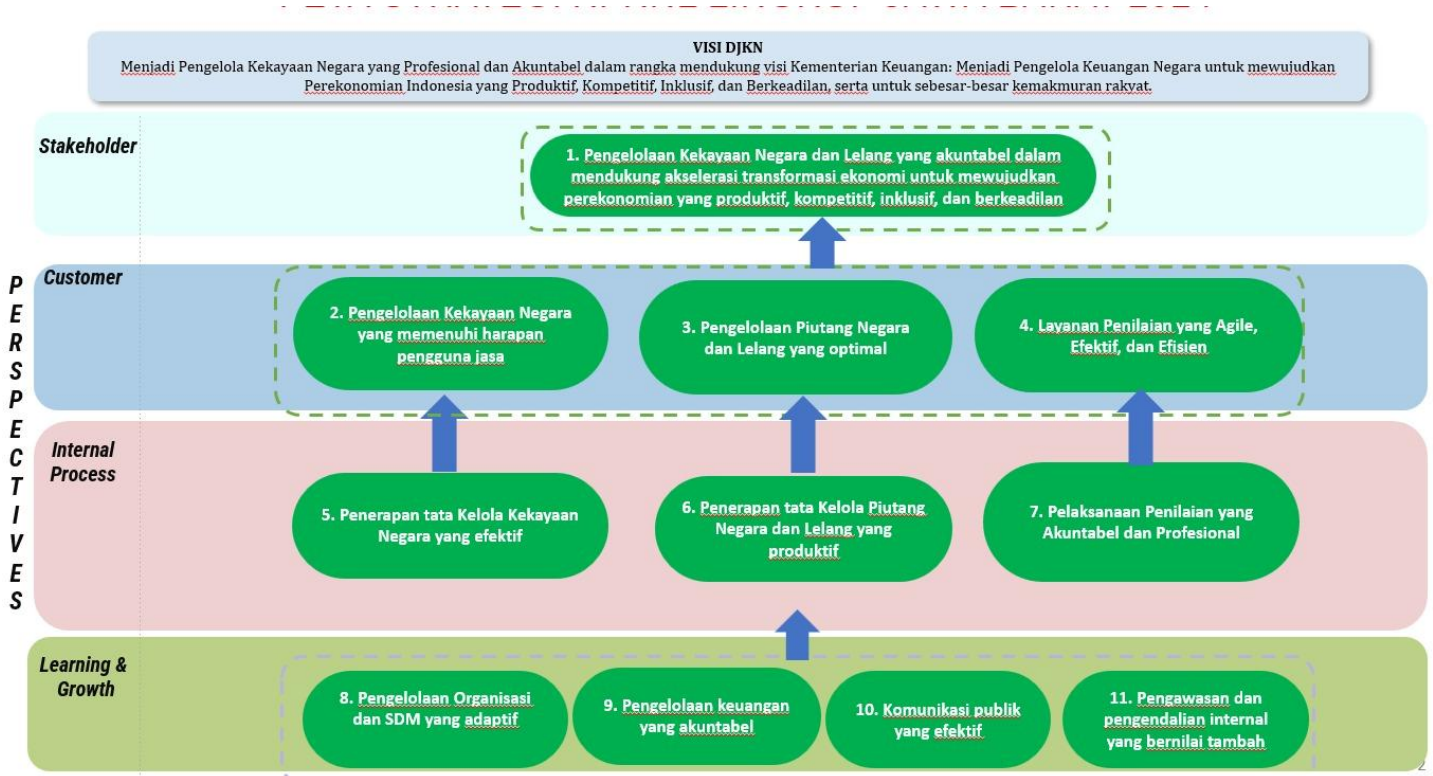 VISI DJKN
Menjadi Pengelola Kekayaan Negara yang Profesional dan Akuntabel dalam rangka mendukung visi Kementerian Keuangan: Menjadi Pengelola Keuangan Negara untuk mewujudkan
Perekonomian Indonesia yang Produktif, Kompetitif, Inklusif, dan Berkeadilan, serta untuk sebesar-besar kemakmuran rakyat.
PERSPECTIVES
Stakeholder
1. Pengelolaan Kekayaan Negara dan Lelang yang akuntabel dalam
mendukung akselerasi transformasi ekonomi untuk mewujudkan
perekonomian yang produktif, kompetitif, inklusif, dan berkeadilan
Customer
2. Pengelolaan Kekayaan Negara
yang memenuhi harapan
pengguna jasa
3. Pengelolaan Piutang Negara
dan Lelang yang optimal
4. Layanan Penilaian yang Agile,
Efektif, dan Efisien
Internal
Process
5. Penerapan tata Kelola Kekayaan
Negara yang efektif
6. Penerapan tata Kelola Piutang
Negara dan Lelang yang
produktif
7. Pelaksanaan Penilaian yang
Akuntabel dan Profesional
Learning &
Growth
8. Pengelolaan Organisasi
dan SDM yang adaptif
9. Pengelolaan keuangan
yang akuntabel
10. Komunikasi publik
yang efektif
11. Pengawasan dan
pengendalian internal
yang bernilai tambah
2